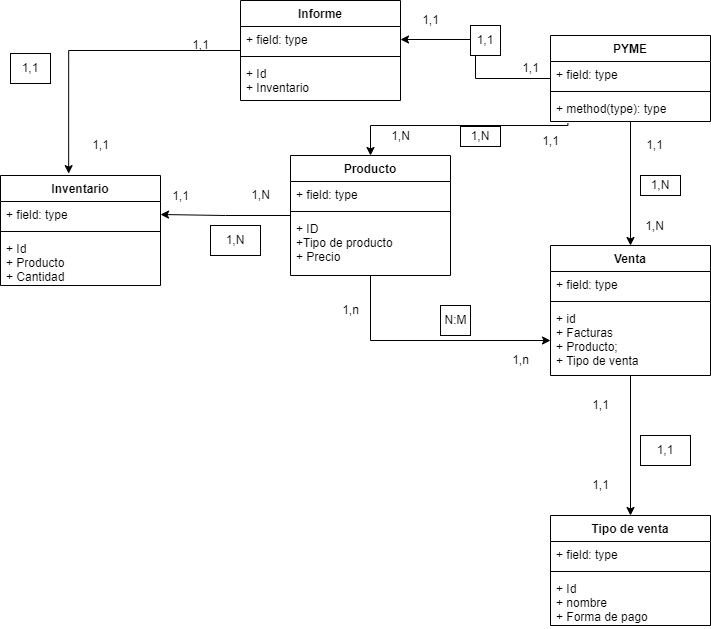 Informe
+ field: type
+ Id
+ Inventario
1,1
1,1
1,1
PYME
+ field: type
+ method(type): type
1,1
1,1
1,1
1,N
1,N
1,1
1,1
1,N
1,N
1,1
Producto
+ field: type
+ ID
+Tipo de producto
+ Precio
Inventario
+ field: type
+ Id
+ Producto
+ Cantidad
1,1
1,N
1,N
Venta
+ field: type
+ id
+ Facturas
+ Producto;
+ Tipo de venta
1,n
N:M
1,n
1,1
1,1
1,1
Tipo de venta
+ field: type
+ Id
+ nombre
+ Forma de pago